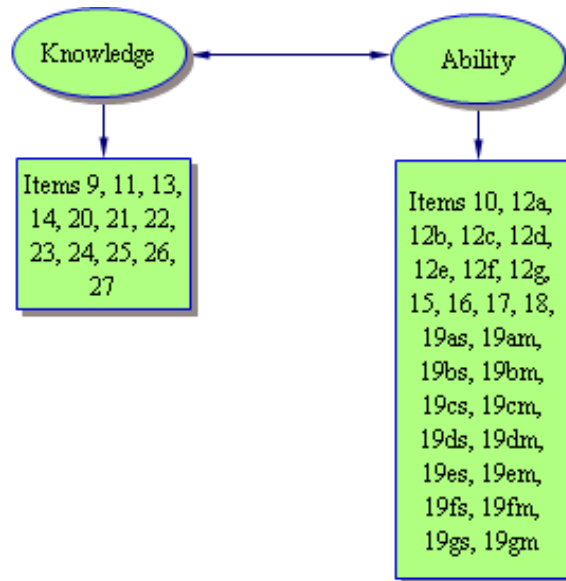 Knowledge
Ability
Items 9, 11, 13,
14, 20, 21, 22,
23, 24, 25, 26,
27
Items 10, 12a,
12b, 12c, 12d,
12e, 12f, 12g,
15, 16, 17, 18,
19as, 19am,
19bs, 19bm,
19cs, 19cm,
19ds, 19dm,
19es, 19em,
19fs, 19fm,
19gs, 19gm